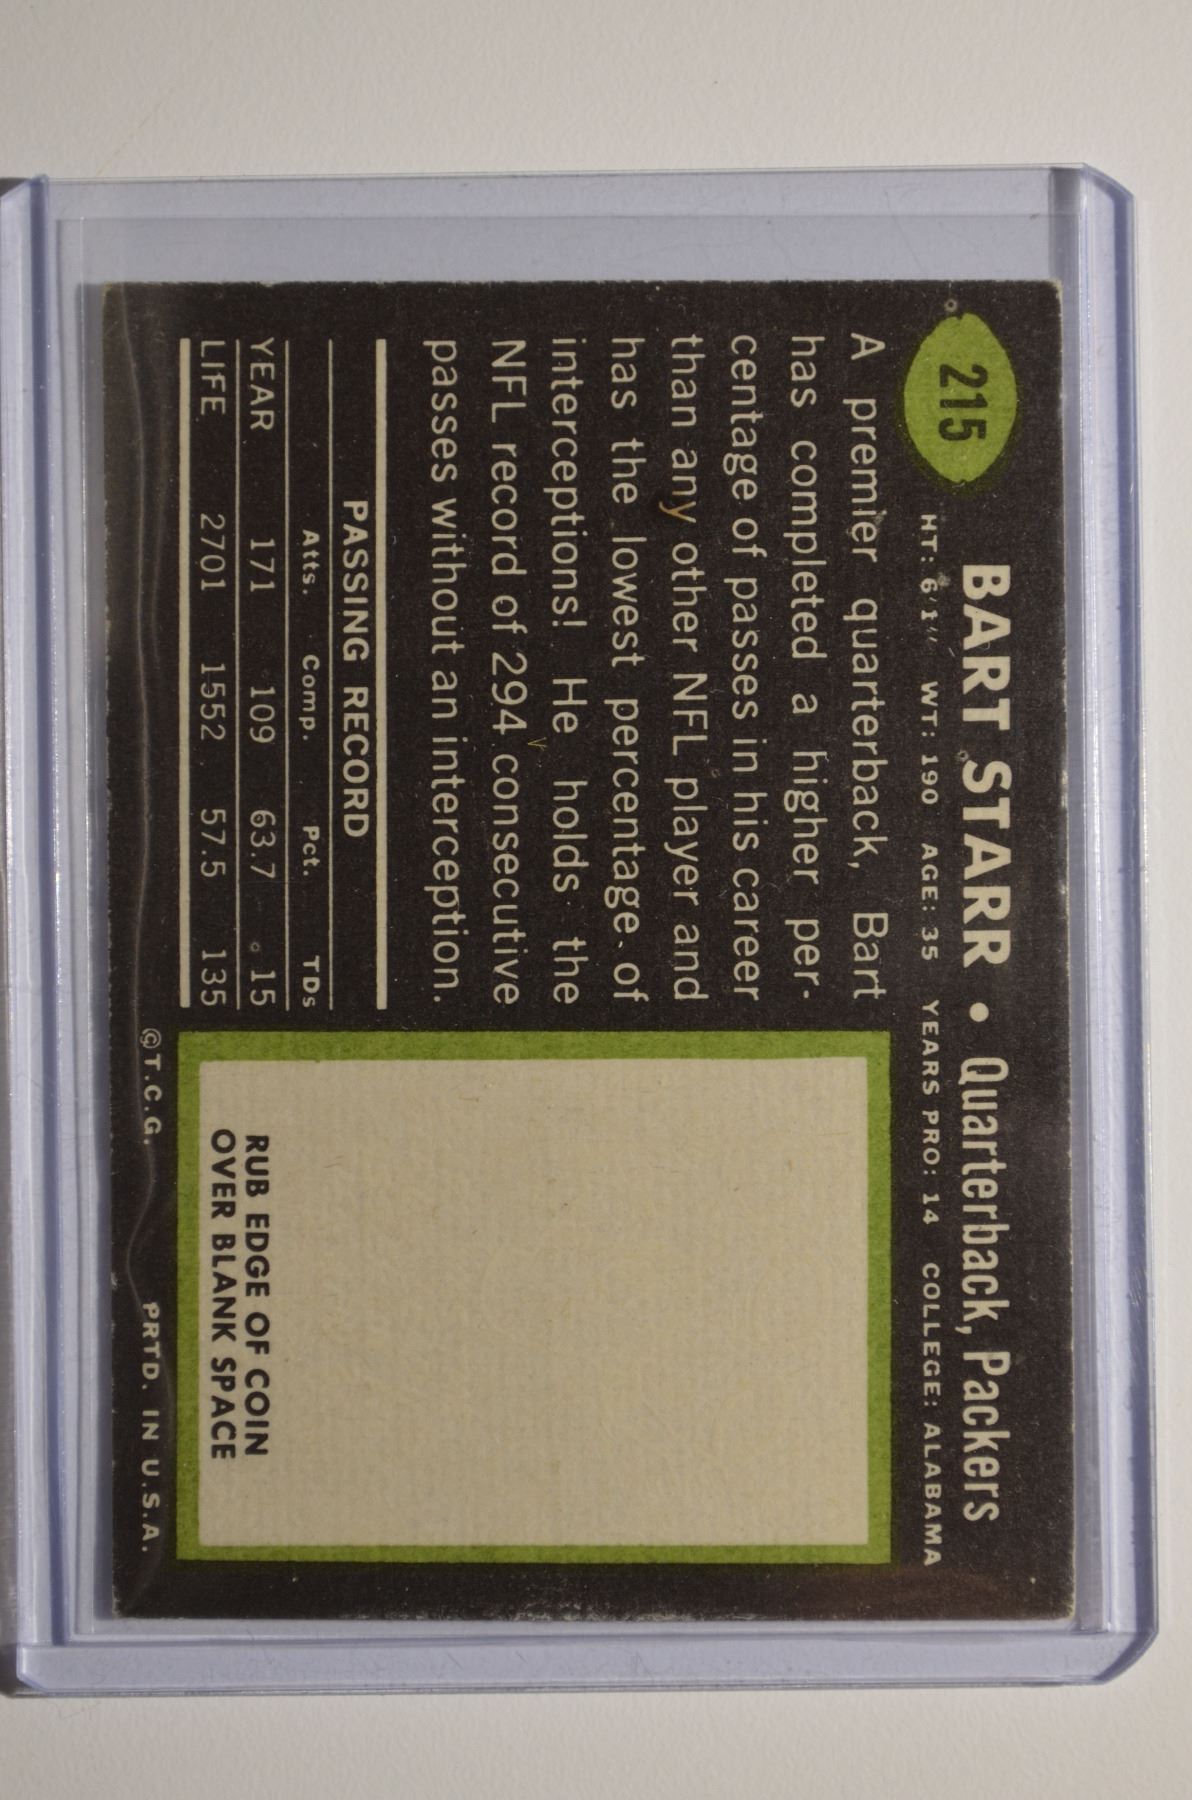 215
BART STARR • Quarterback, Packers
HT: 6'1" WT: 190 AGE: 35 YEARS PRO: 14 COLLEGE: ALABAMA
A premier quarterback, Bart
has completed a higher per-
centage of passes in his career
than any other NFL player and
has the lowest percentage of
interceptions! He holds the
NFL record of 294 consecutive
passes without an interception.
PASSING RECORD
Atts. Comp. Pct. TDs
YEAR 171 109 63.7 15
LIFE 2701 1552 57.5 135
RUB EDGE OF COIN
OVER BLANK SPACE
©T.C.G. PRTD. IN U.S.A.